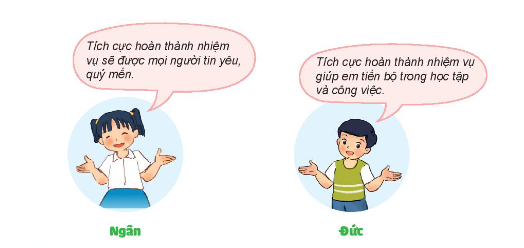 Tích cực hoàn thành nhiệm
vụ sẽ được mọi người tin yêu,
quý mến.
Tích cực hoàn thành nhiệm vụ
giúp em tiến bộ trong học tập
và công việc.
Ngân
Đức